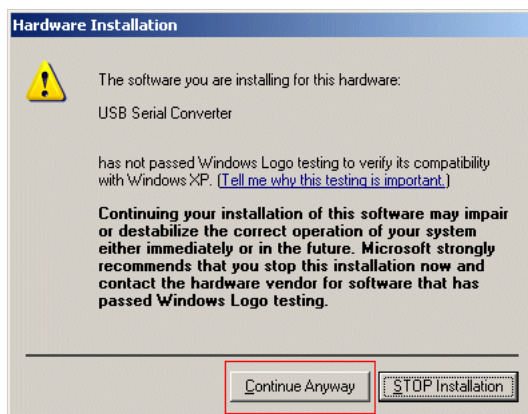 Hardware Installation
The software you are installing for this hardware:
USB Serial Converter
has not passed Windows Logo testing to verify its compatibility
with Windows XP. (Tell me why this testing is important.)
Continuing your installation of this software may impair
or destabilize the correct operation of your system
either immediately or in the future. Microsoft strongly
recommends that you stop this installation now and
contact the hardware vendor for software that has
passed Windows Logo testing.
Continue Anyway
STOP Installation